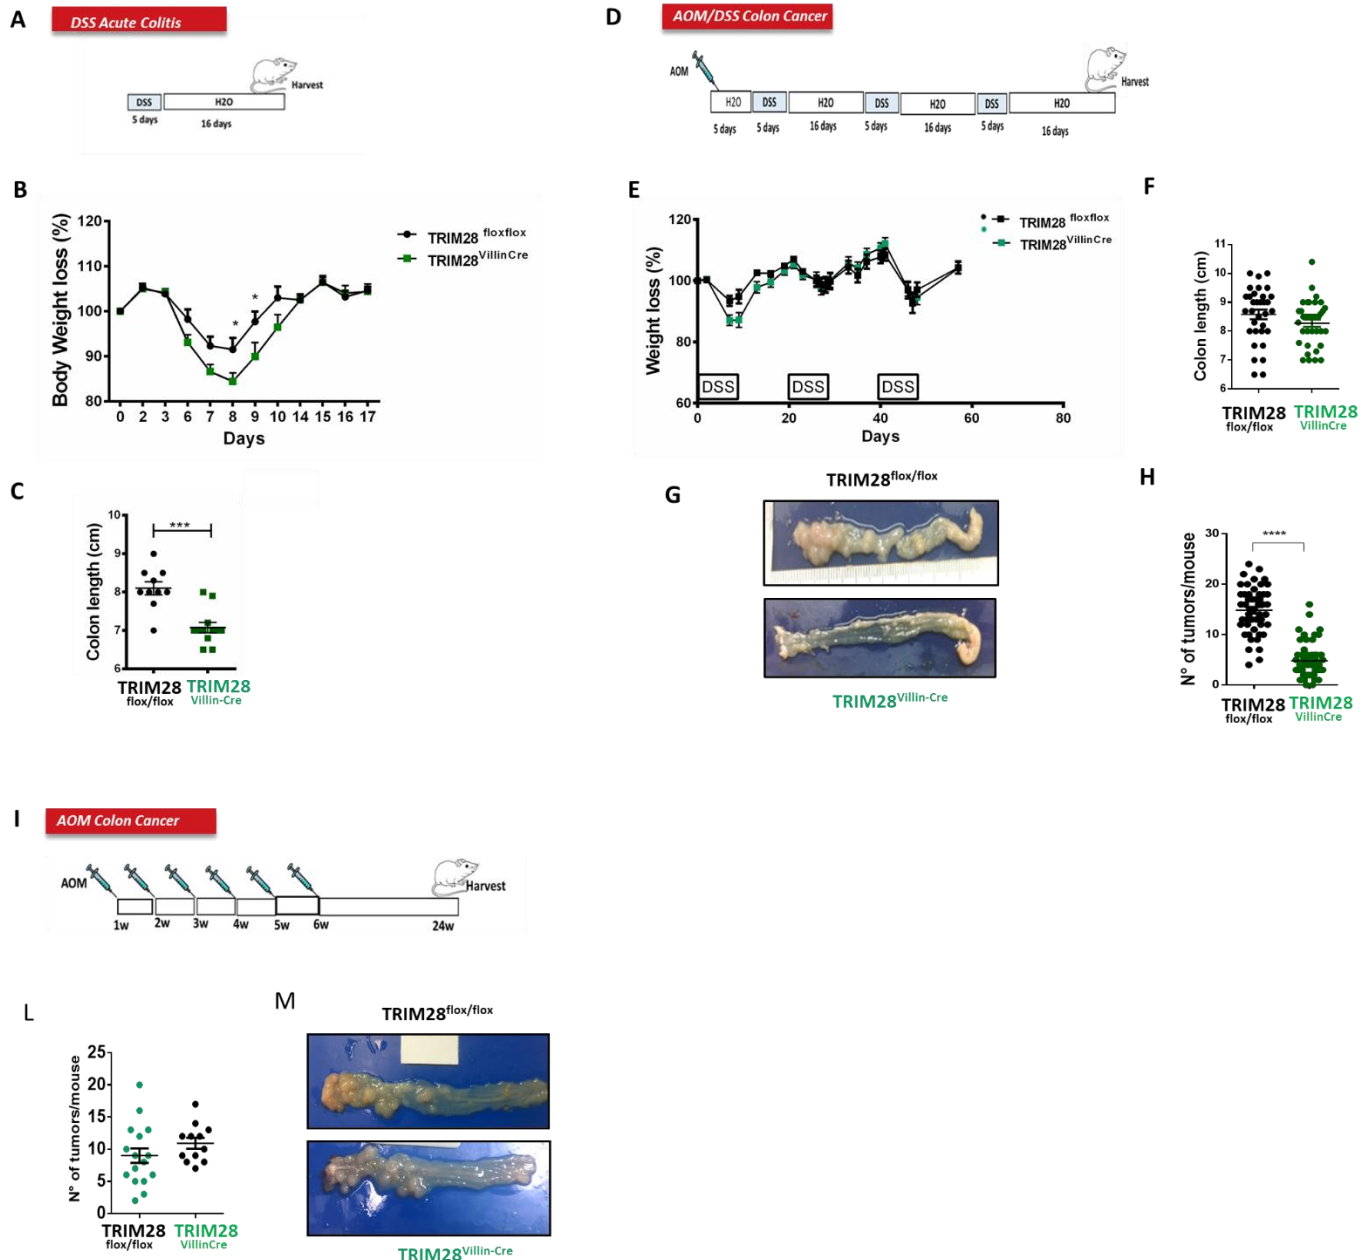 A
DSS Acute Colitis
Harvest
DSS
H2O
5 days
16 days
D
AOM/DSS Colon Cancer
AOM
Harvest
H2O
DSS
H2O
DSS
H2O
DSS
H2O
5 days
5 days
16 days
5 days
16 days
5 days
16 days
B
120
110
100
90
80
Body Weight loss (%)
0 2 3 6 7 8 9 10 14 15 16 17
Days
* *
TRIM28 floxflox
TRIM28 VillinCre
E
120
100
80
60
Weight loss (%)
DSS
DSS
DSS
0 20 40 60 80
Days
TRIM28 floxflox
TRIM28 VillinCre
F
11
10
9
8
7
6
Colon length (cm)
TRIM28
flox/flox
TRIM28
VillinCre
C
10
9
8
7
6
Colon length (cm)
***
TRIM28
flox/flox
TRIM28
Villin-Cre
G
TRIM28 flox/flox
TRIM28 Villin-Cre
H
30
20
10
0
N° of tumors/mouse
****
TRIM28
flox/flox
TRIM28
VillinCre
I
AOM Colon Cancer
AOM
Harvest
1w 2w 3w 4w 5w 6w 24w
L
25
20
15
10
5
0
N° of tumors/mouse
TRIM28
flox/flox
TRIM28
VillinCre
M
TRIM28 flox/flox
TRIM28 Villin-Cre